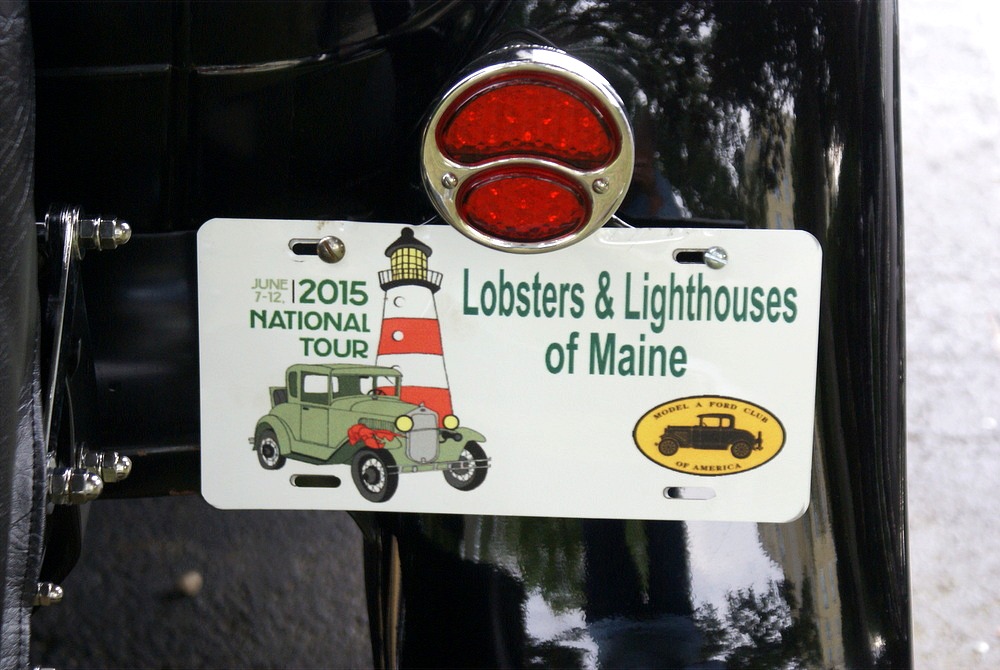 JUNE
7-12,
2015
NATIONAL
TOUR
Lobsters & Lighthouses
of Maine
MODEL A FORD CLUB
OF AMERICA